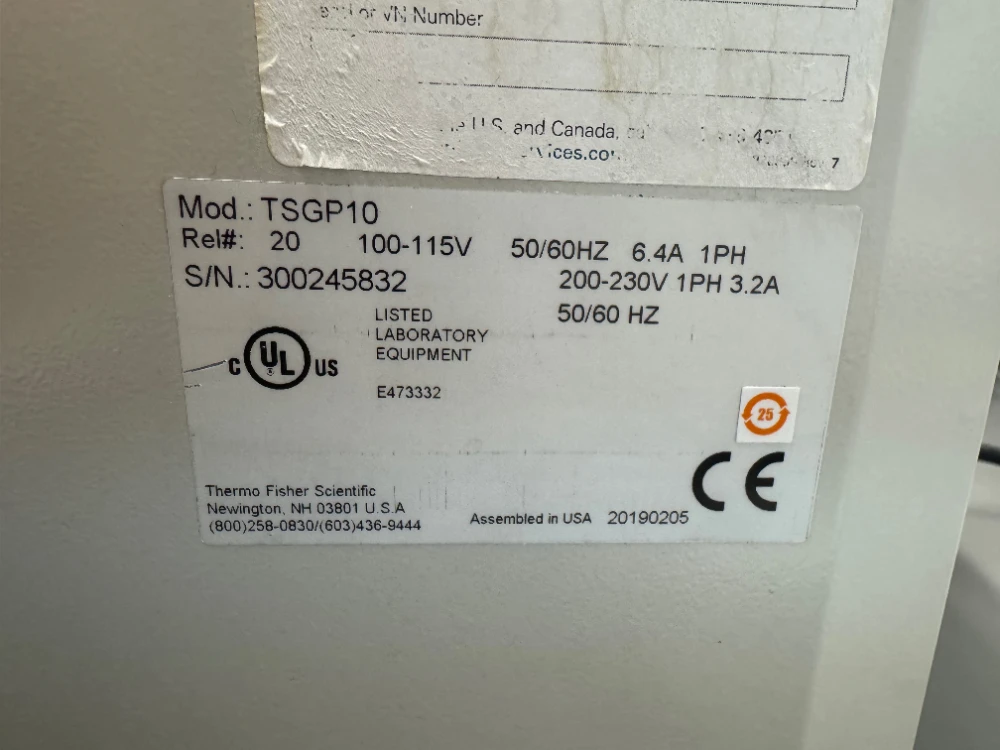 VN Number
U.S. and Canada,
7
Mod.: TSGP10
Rel#: 20 100-115V 50/60HZ 6.4A 1PH
S/N.: 300245832 200-230V 1PH 3.2A
LISTED 50/60 HZ
LABORATORY
EQUIPMENT
C UL US
®
E473332
25
CE
Thermo Fisher Scientific
Newington, NH 03801 U.S.A
(800)258-0830/(603)436-9444
Assembled in USA 20190205